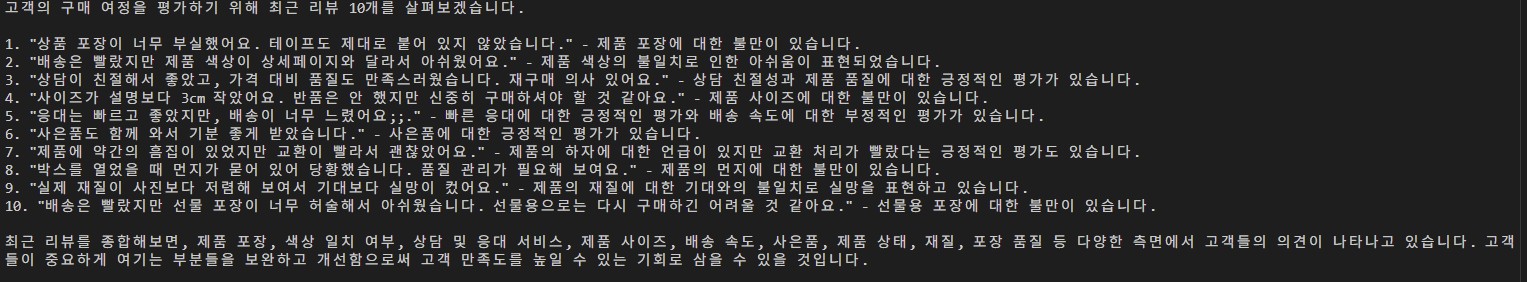 고객의 구매 여정을 평가하기 위해 최근 리뷰 10개를 살펴보겠습니다.
1. "상품 포장이 너무 부실했어요. 테이프도 제대로 붙어 있지 않았습니다." - 제품 포장에 대한 불만이 있습니다.
2. "배송은 빨랐지만 제품 색상이 상세페이지와 달라서 아쉬웠어요." - 제품 색상의 불일치로 인한 아쉬움이 표현되었습니다.
3. "상담이 친절해서 좋았고, 가격 대비 품질도 만족스러웠습니다. 재구매 의사 있어요." - 상담 친절성과 제품 품질에 대한 긍정적인 평가가 있습니다.
4. "사이즈가 설명보다 3cm 작았어요. 반품은 안 했지만 신중히 구매하셔야 할 것 같아요." - 제품 사이즈에 대한 불만이 있습니다.
5. "응대는 빠르고 좋았지만, 배송이 너무 느렸어요;;." - 빠른 응대에 대한 긍정적인 평가와 배송 속도에 대한 부정적인 평가가 있습니다.
6. "사은품도 함께 와서 기분 좋게 받았습니다." - 사은품에 대한 긍정적인 평가가 있습니다.
7. "제품에 약간의 흠집이 있었지만 교환이 빨라서 괜찮았어요." - 제품의 하자에 대한 언급이 있지만 교환 처리가 빨랐다는 긍정적인 평가도 있습니다.
8. "박스를 열었을 때 먼지가 묻어 있어 당황했습니다. 품질 관리가 필요해 보여요." - 제품의 먼지에 대한 불만이 있습니다.
9. "실제 재질이 사진보다 저렴해 보여서 기대보다 실망이 컸어요." - 제품의 재질에 대한 기대와의 불일치로 실망을 표현하고 있습니다.
10. "배송은 빨랐지만 선물 포장이 너무 허술해서 아쉬웠습니다. 선물용으로는 다시 구매하긴 어려울 것 같아요." - 선물용 포장에 대한 불만이 있습니다.
최근 리뷰를 종합해보면, 제품 포장, 색상 일치 여부, 상담 및 응대 서비스, 제품 사이즈, 배송 속도, 사은품, 제품 상태, 재질, 포장 품질 등 다양한 측면에서 고객들의 의견이 나타나고 있습니다. 고객
들이 중요하게 여기는 부분들을 보완하고 개선함으로써 고객 만족도를 높일 수 있는 기회로 삼을 수 있을 것입니다.